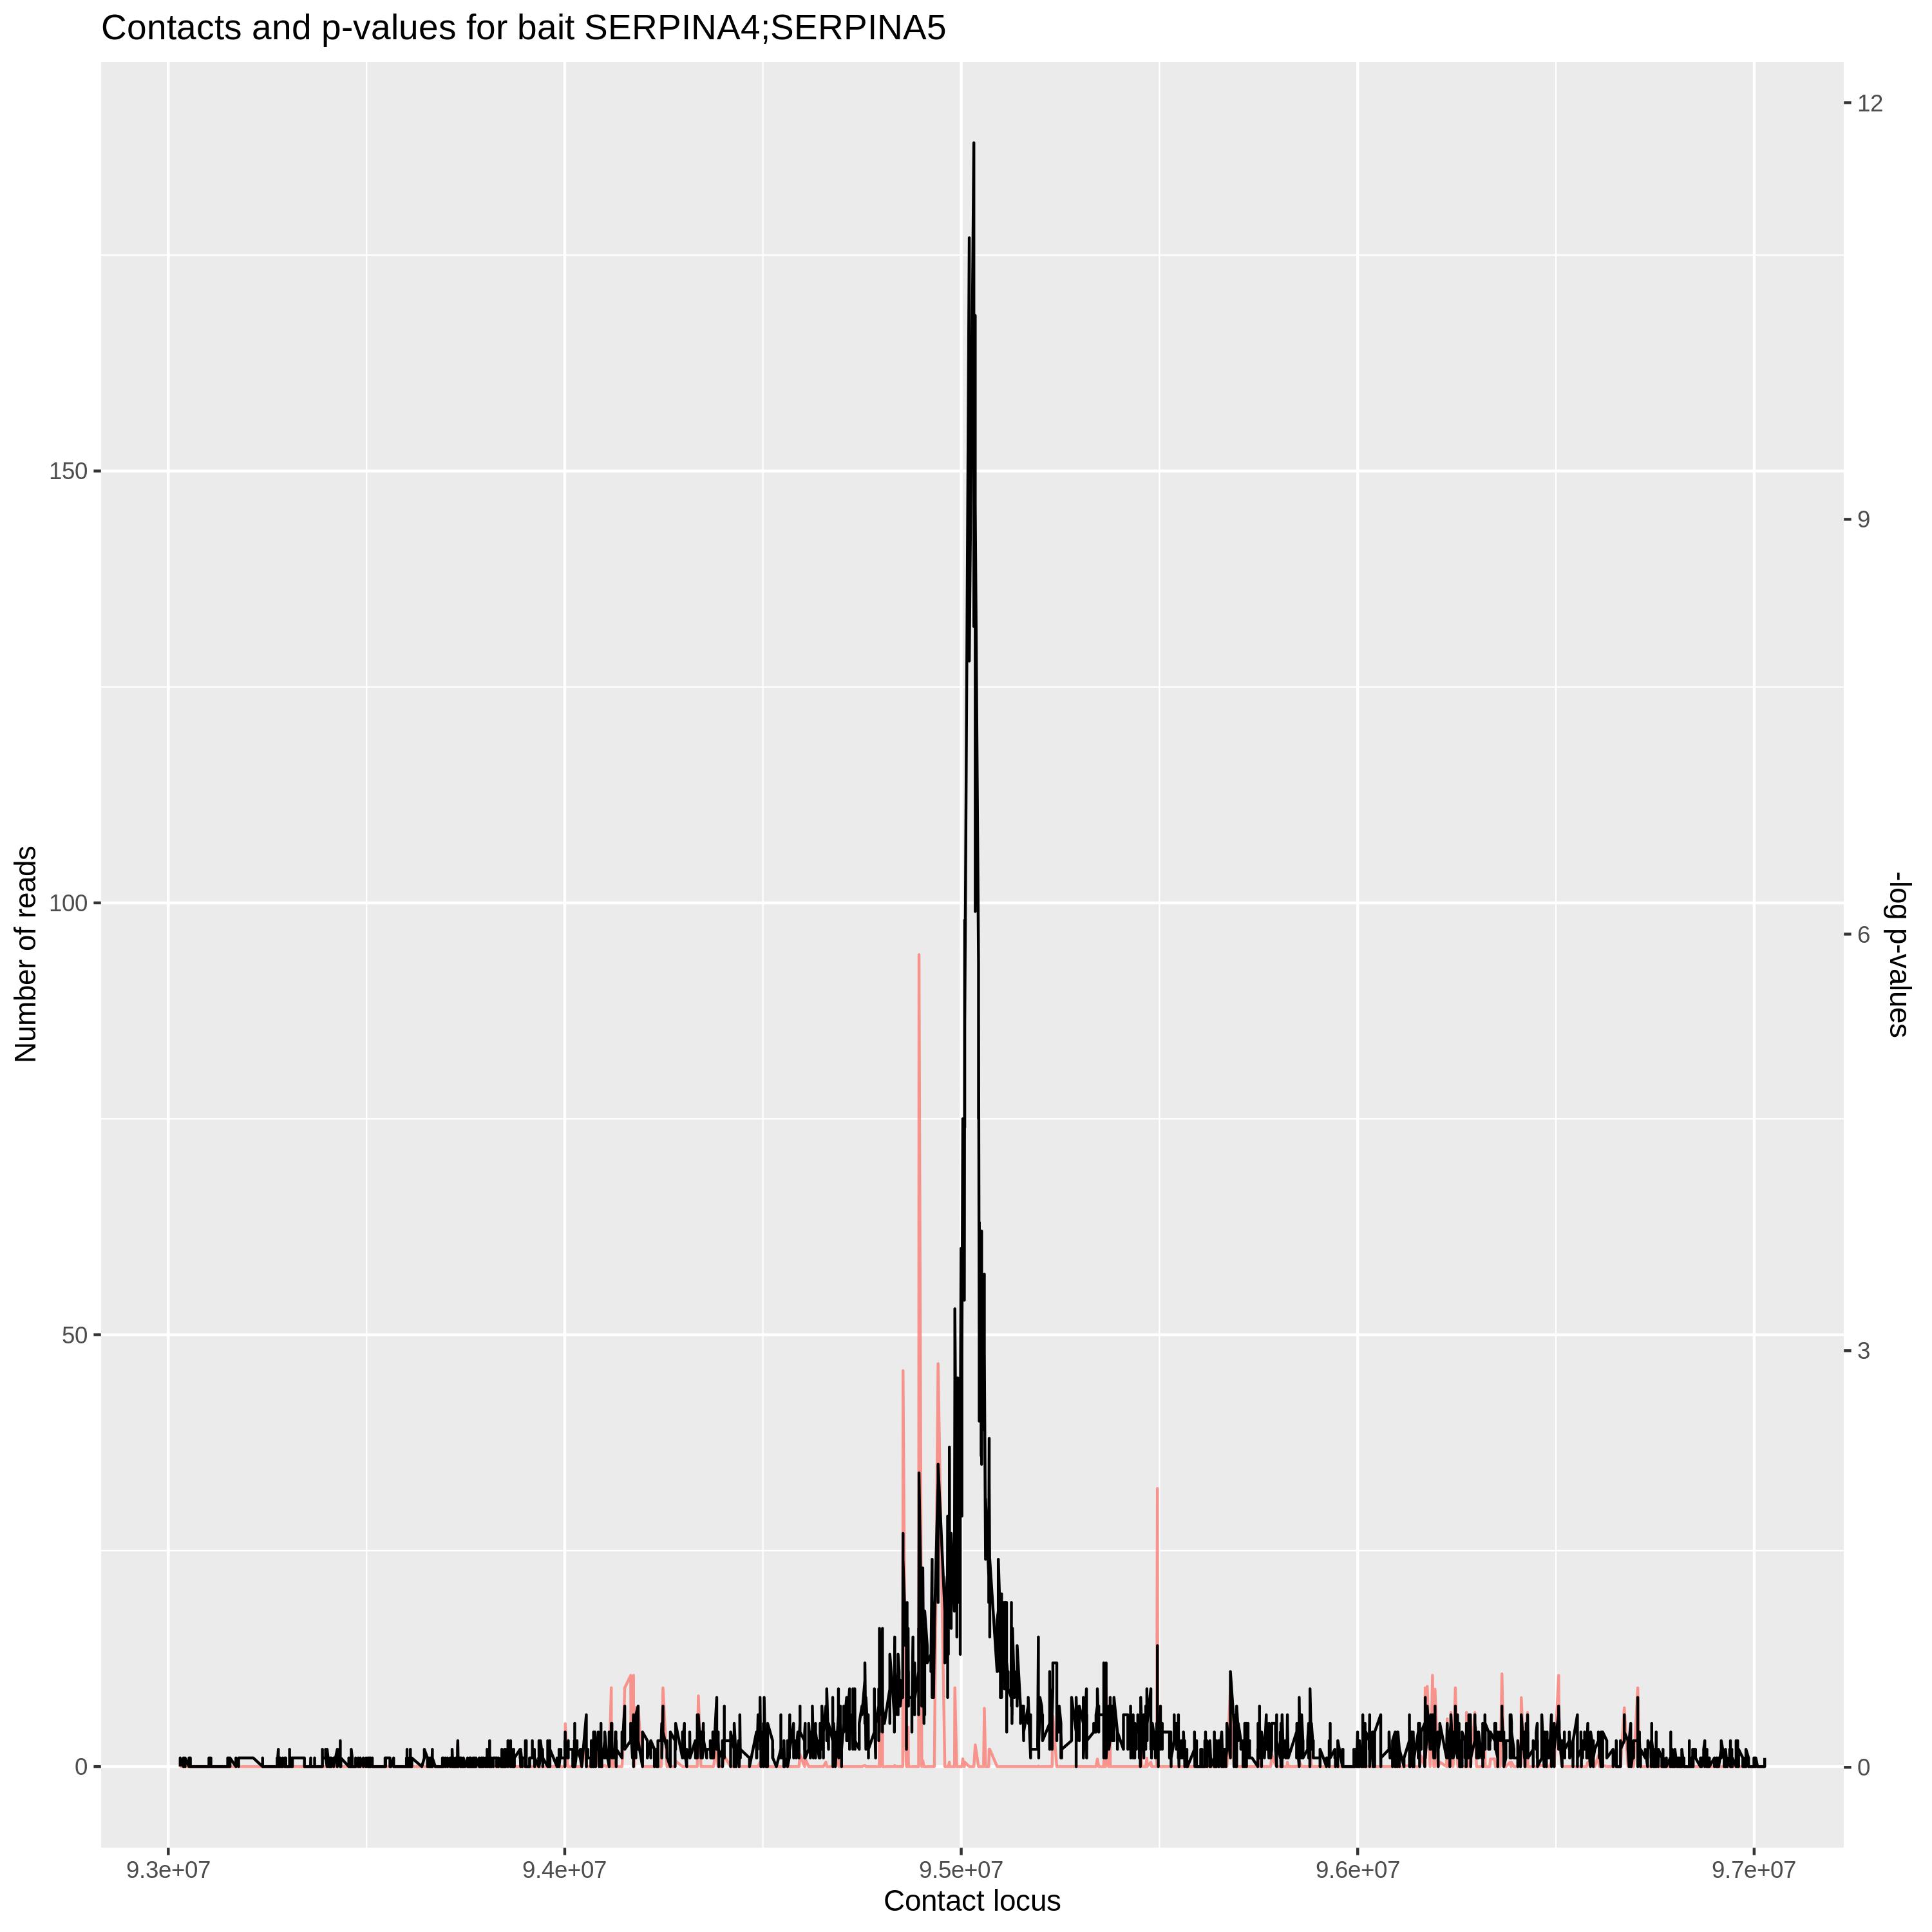 Contacts and p-values for bait SERPINA4;SERPINA5
12
9
6
3
0
-log p-values
150
100
50
0
Number of reads
9.3e+07 9.4e+07 9.5e+07 9.6e+07 9.7e+07
Contact locus